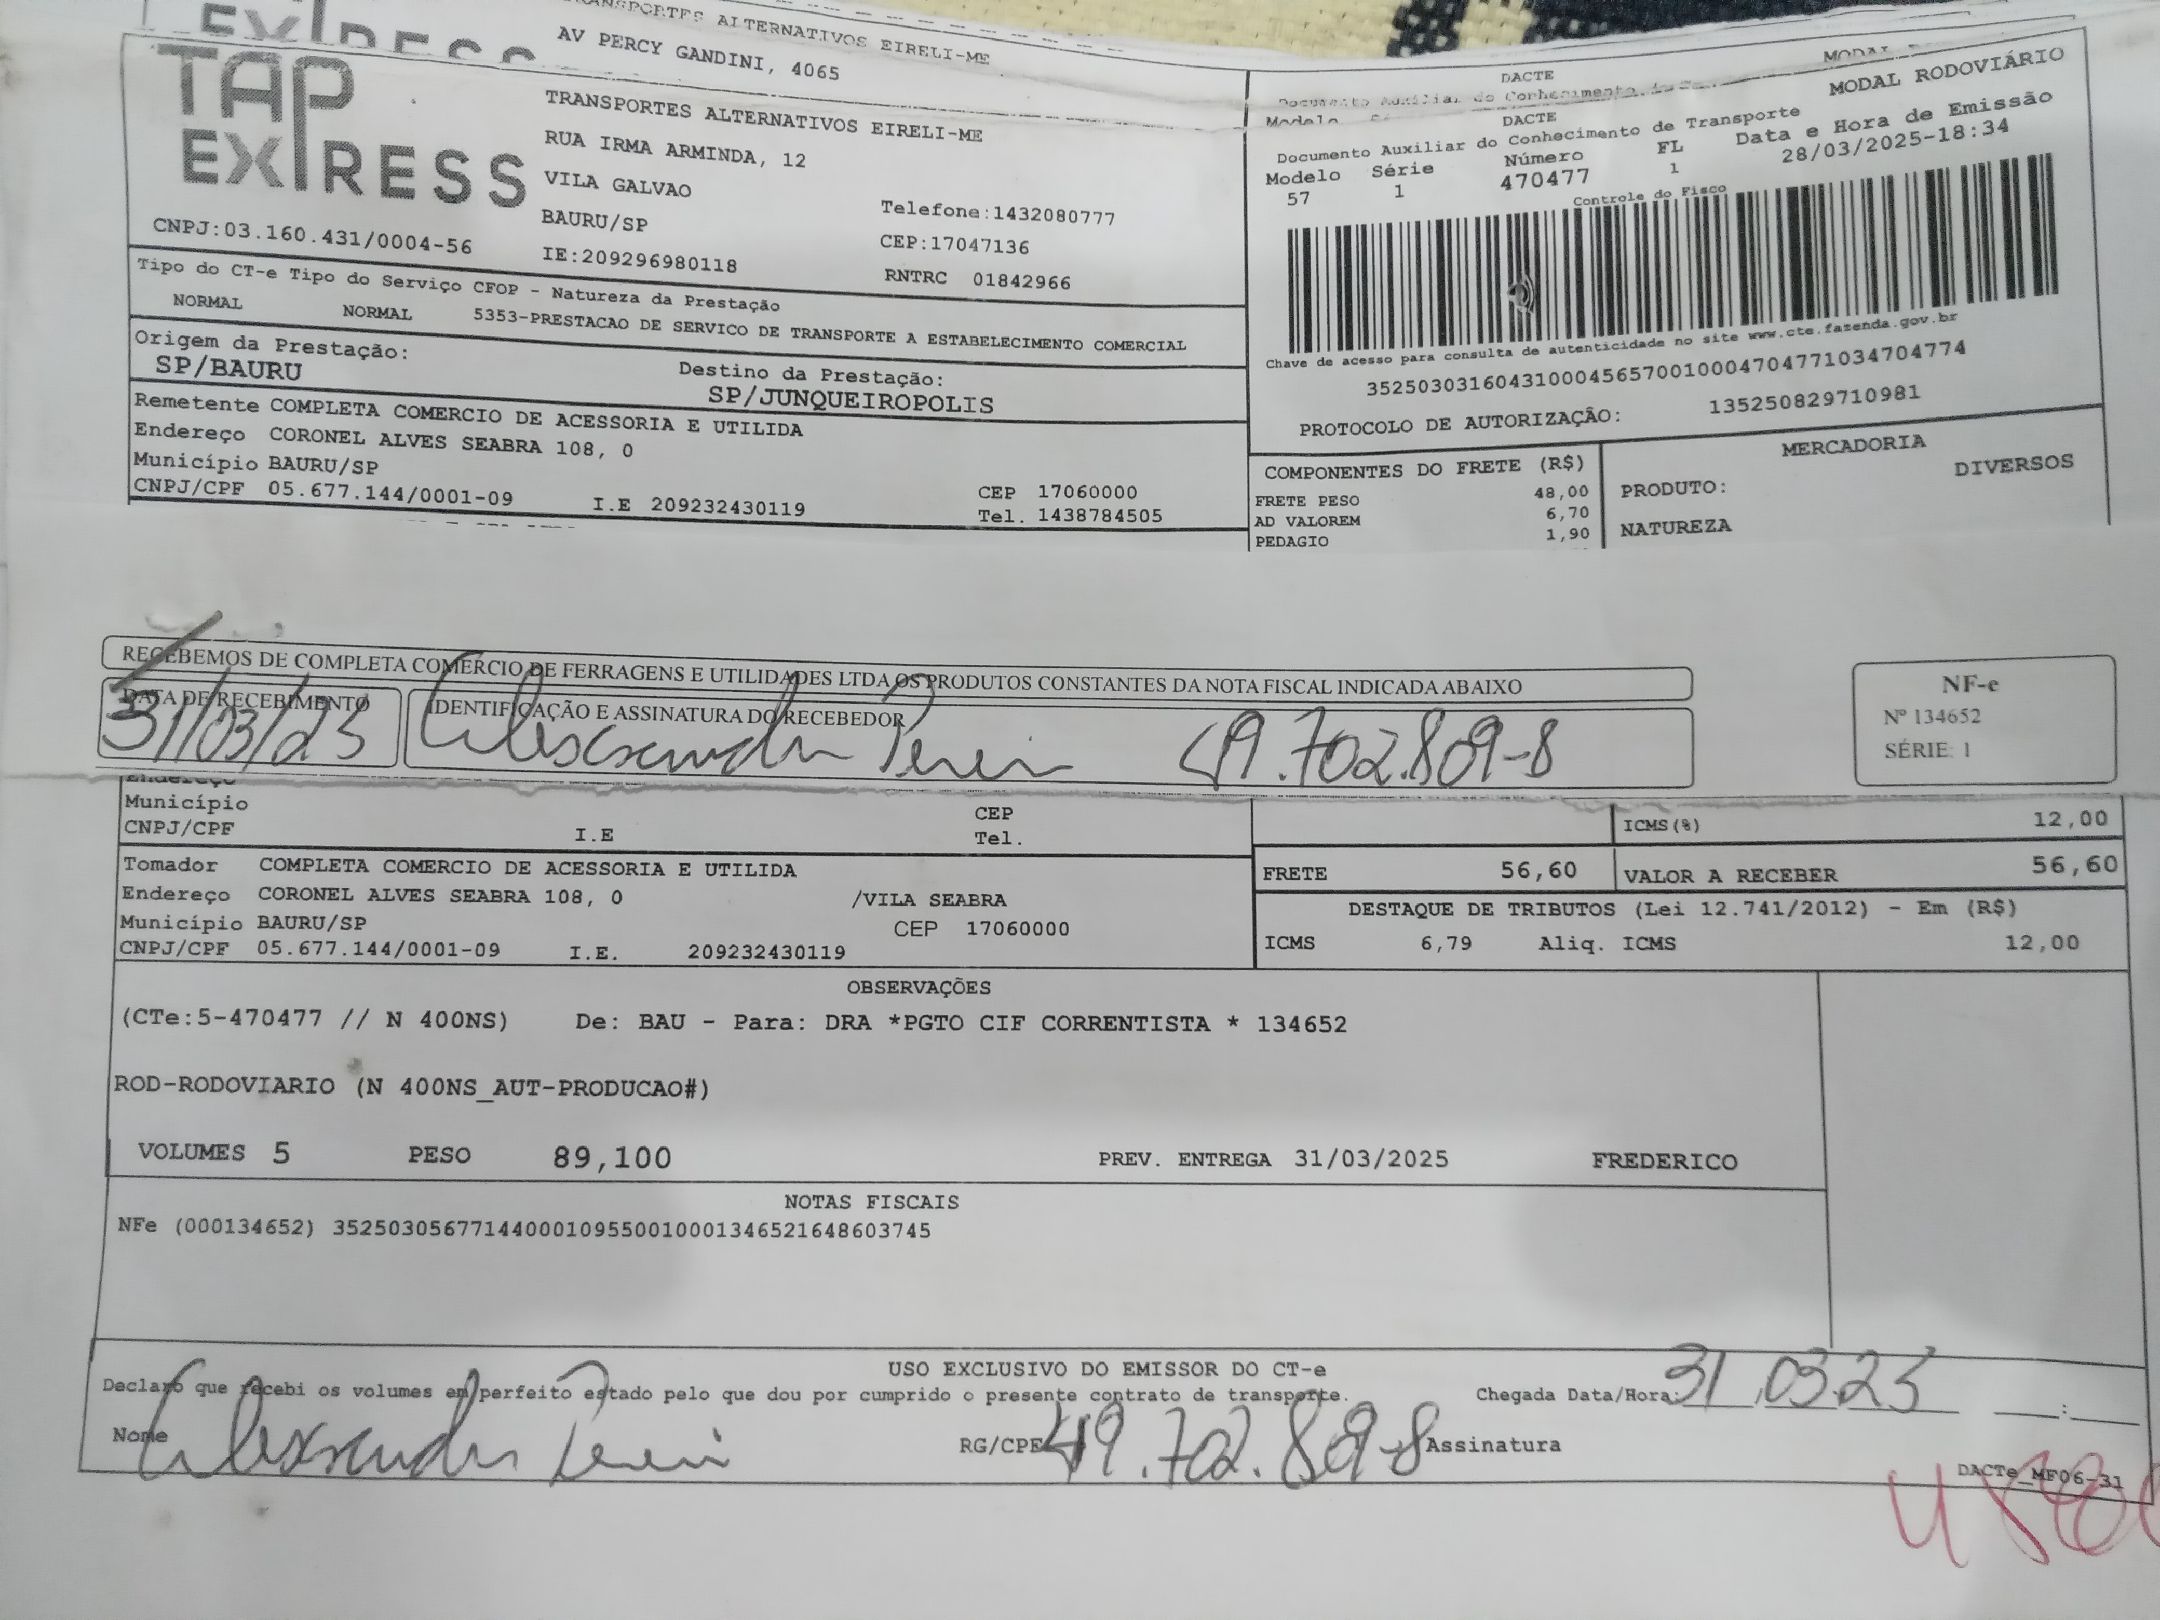 TRANSPORTES ALTERNATIVOS EIRELI-ME
AV PERCY GANDINI, 4065
DACTE
TAP
EXPRESS
CNPJ:03.160.431/0004-56
TRANSPORTES ALTERNATIVOS EIRELI-ME
RUA IRMA ARMINDA, 12
VILA GALVAO
BAURU/SP
IE:209296980118
Telefone:1432080777
CEP:17047136
RNTRC 01842966
DACTE
MODAL RODOVIÁRIO
Documento Auxiliar do Conhecimento de Transporte
Data e Hora de Emissão
Modelo Série Número FL
57 1 470477 1 28/03/2025-18:34
Controle do Fisco
Chave de acesso para consulta de autenticidade no site www.cte.fazenda.gov.br
35250303160431000456570010004704771034704774
PROTOCOLO DE AUTORIZAÇÃO: 135250829710981
Tipo do CT-e Tipo do Serviço CFOP - Natureza da Prestação
NORMAL NORMAL 5353-PRESTACAO DE SERVICO DE TRANSPORTE A ESTABELECIMENTO COMERCIAL
Origem da Prestação: Destino da Prestação:
SP/BAURU SP/JUNQUEIROPOLIS
Remetente COMPLETA COMERCIO DE ACESSORIA E UTILIDA
Endereço CORONEL ALVES SEABRA 108, 0
Município BAURU/SP CEP 17060000
CNPJ/CPF 05.677.144/0001-09 I.E 209232430119 Tel. 1438784505
COMPONENTES DO FRETE (R$)
FRETE PESO 48,00
AD VALOREM 6,70
PEDAGIO 1,90
MERCADORIA
PRODUTO: DIVERSOS
NATUREZA
RECEBEMOS DE COMPLETA COMERCIO DE FERRAGENS E UTILIDADES LTDA OS PRODUTOS CONSTANTES DA NOTA FISCAL INDICADA ABAIXO
DATA DE RECEBIMENTO IDENTIFICAÇÃO E ASSINATURA DO RECEBEDOR
31/03/25 Alessandra Pereira 49.702.809-8
NF-e
Nº 134652
SÉRIE: 1
Endereço
Município CEP
CNPJ/CPF I.E Tel.
ICMS(%) 12,00
Tomador COMPLETA COMERCIO DE ACESSORIA E UTILIDA
Endereço CORONEL ALVES SEABRA 108, 0 /VILA SEABRA
Município BAURU/SP CEP 17060000
CNPJ/CPF 05.677.144/0001-09 I.E. 209232430119
FRETE 56,60 VALOR A RECEBER 56,60
DESTAQUE DE TRIBUTOS (Lei 12.741/2012) - Em (R$)
ICMS 6,79 Aliq. ICMS 12,00
OBSERVAÇÕES
(CTe:5-470477 // N 400NS) De: BAU - Para: DRA *PGTO CIF CORRENTISTA * 134652
ROD-RODOVIARIO (N 400NS_AUT-PRODUCAO#)
VOLUMES 5 PESO 89,100 PREV. ENTREGA 31/03/2025 FREDERICO
NOTAS FISCAIS
NFe (000134652) 35250305677144000109550010001346521648603745
USO EXCLUSIVO DO EMISSOR DO CT-e
Declaro que recebi os volumes em perfeito estado pelo que dou por cumprido o presente contrato de transporte. Chegada Data/Hora: 31.03.25 :
Nome Alessandra Pereira RG/CPF 49.702.809-8 Assinatura
DACTe_MF06-31